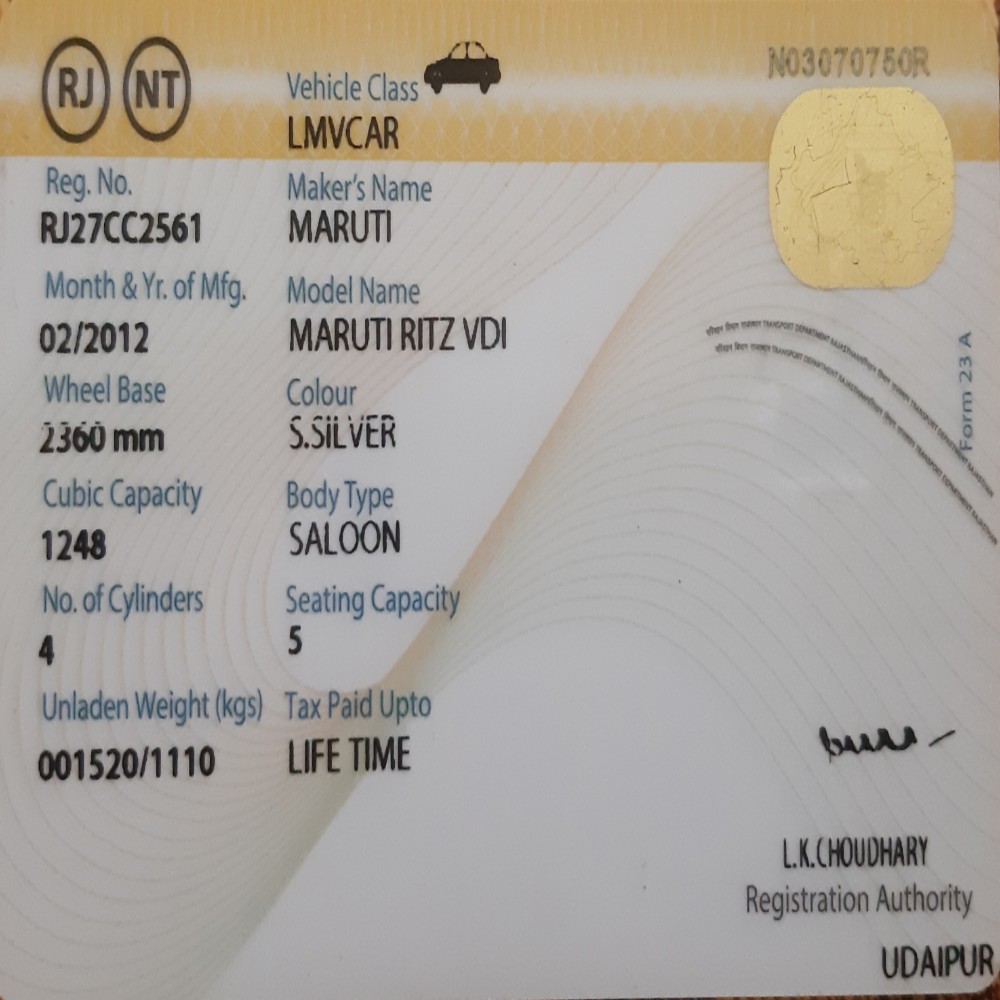 RJ NT
Vehicle Class
LMVCAR
N03070750R
Reg. No.
RJ27CC2561
Maker's Name
MARUTI
Month & Yr. of Mfg.
02/2012
Model Name
MARUTI RITZ VDI
Wheel Base
2360 mm
Colour
S.SILVER
Cubic Capacity
1248
Body Type
SALOON
No. of Cylinders
4
Seating Capacity
5
Unladen Weight (kgs)
001520/1110
Tax Paid Upto
LIFE TIME
Form 23 A
L.K.CHOUDHARY
Registration Authority
UDAIPUR